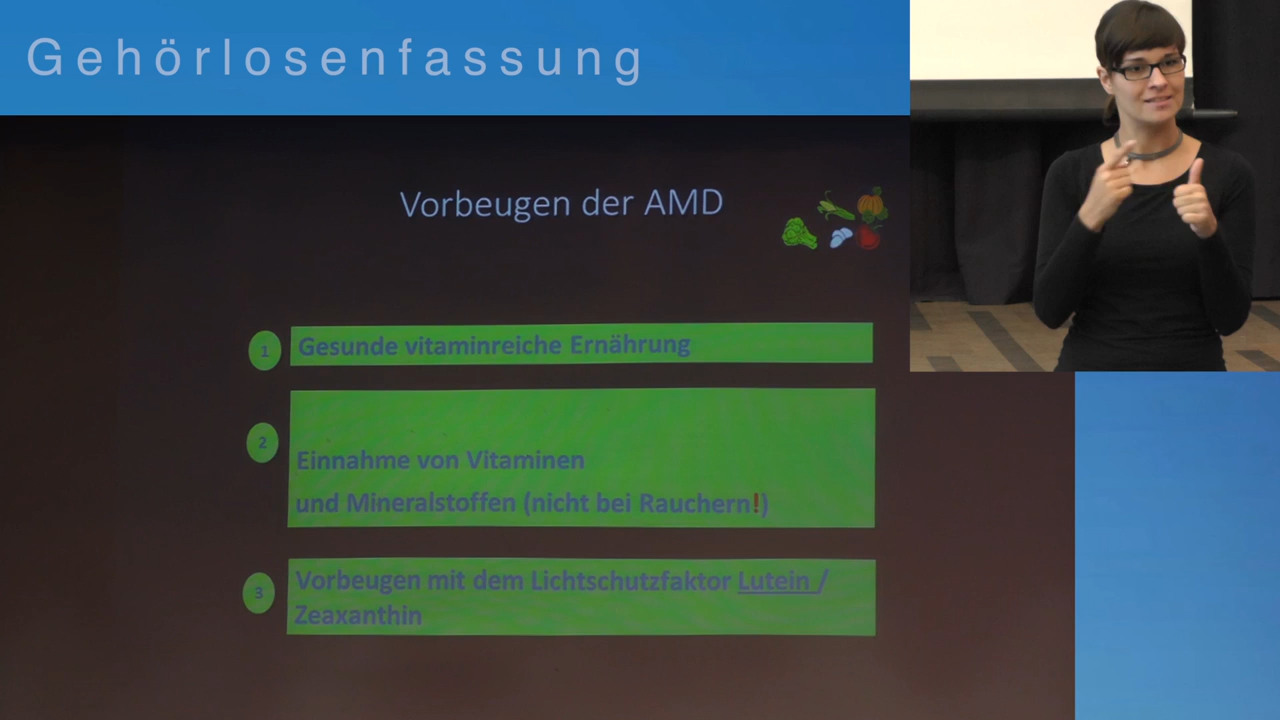 Gehörlosenfassung
Vorbeugen der AMD
1
Gesunde vitaminreiche Ernährung
2
Einnahme von Vitaminen
und Mineralstoffen (nicht bei Rauchern!)
3
Vorbeugen mit dem Lichtschutzfaktor Lutein /
Zeaxanthin